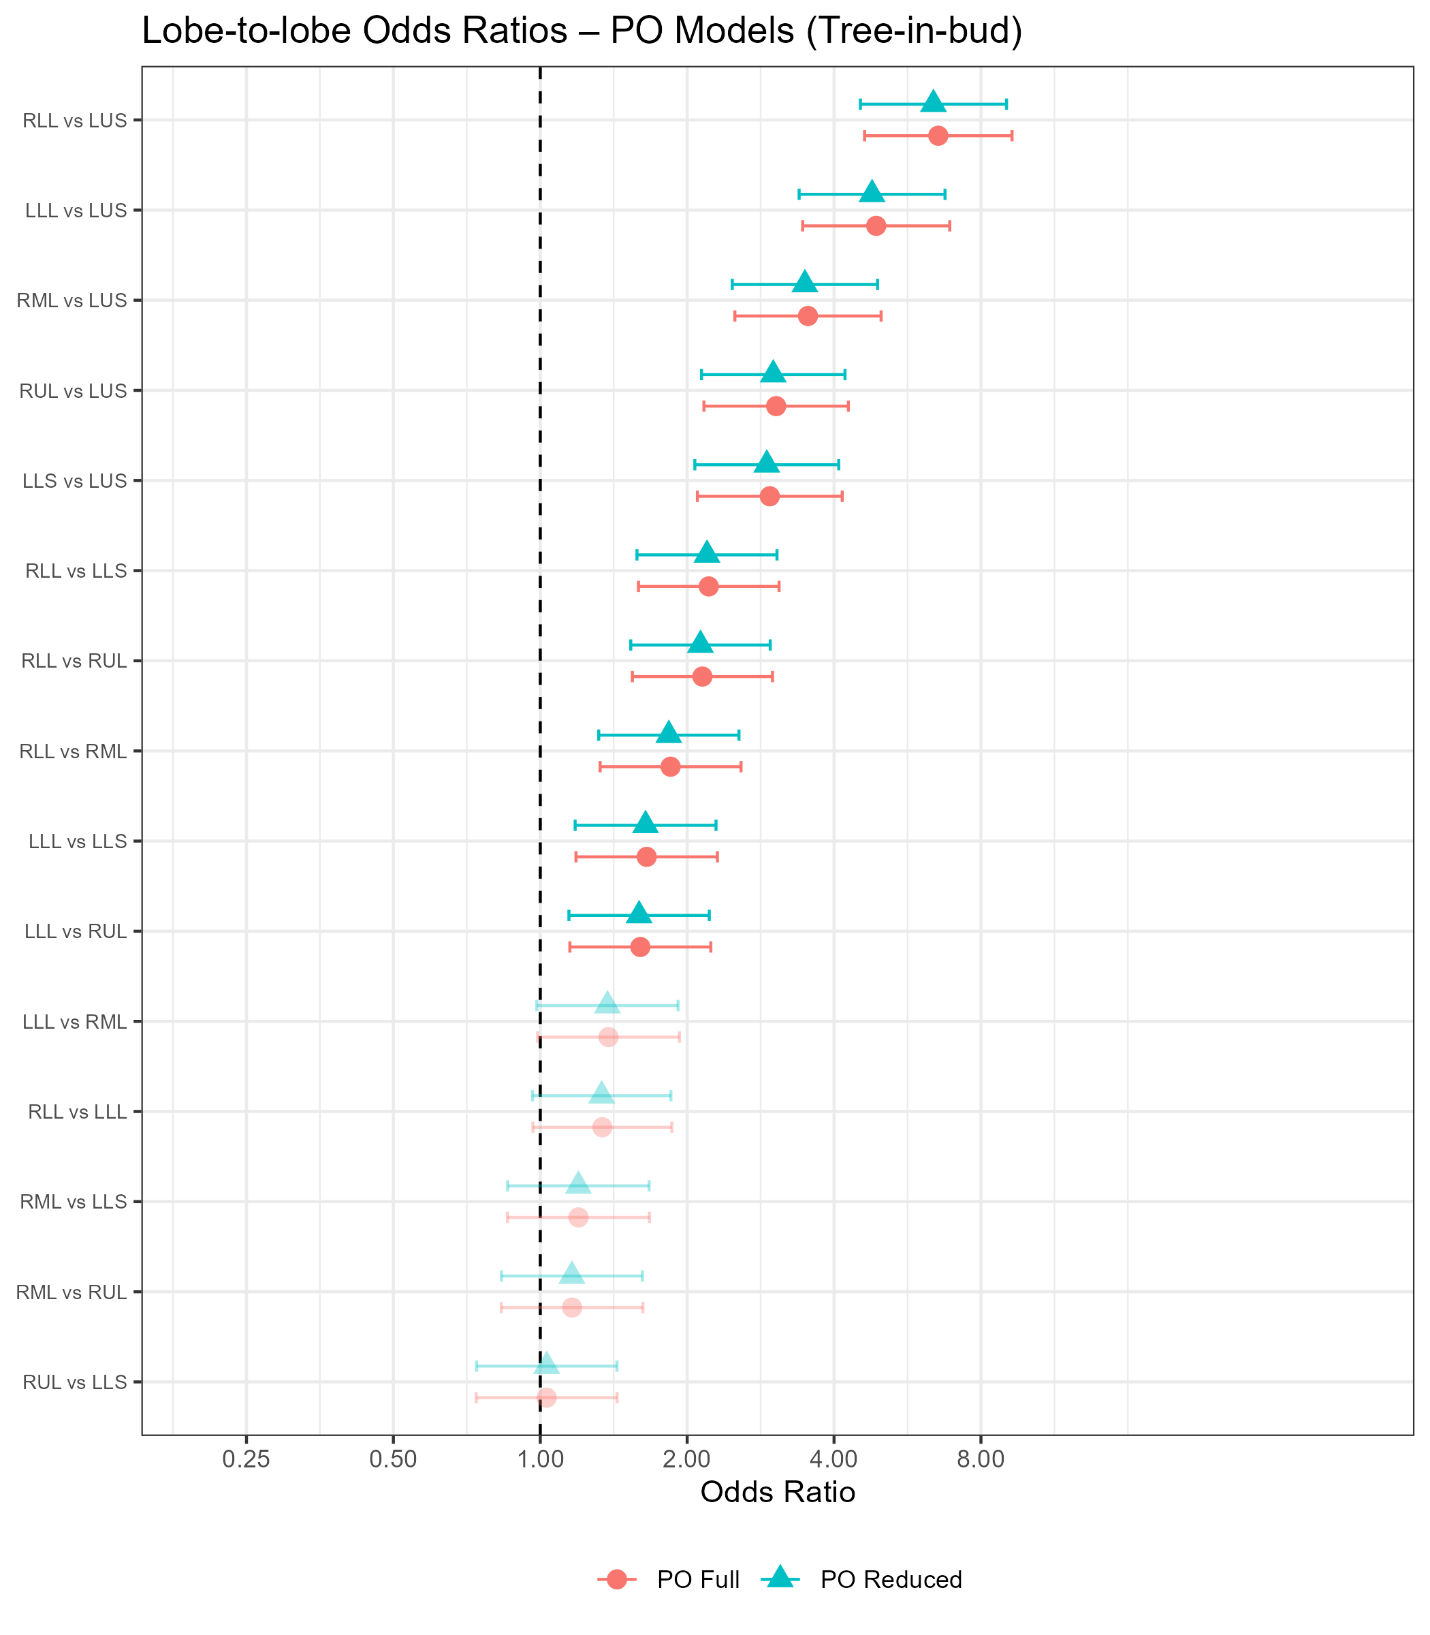 Lobe-to-lobe Odds Ratios – PO Models (Tree-in-bud)
RLL vs LUS
LLL vs LUS
RML vs LUS
RUL vs LUS
LLS vs LUS
RLL vs LLS
RLL vs RUL
RLL vs RML
LLL vs LLS
LLL vs RUL
LLL vs RML
RLL vs LLL
RML vs LLS
RML vs RUL
RUL vs LLS
0.25 0.50 1.00 2.00 4.00 8.00
Odds Ratio
PO Full PO Reduced